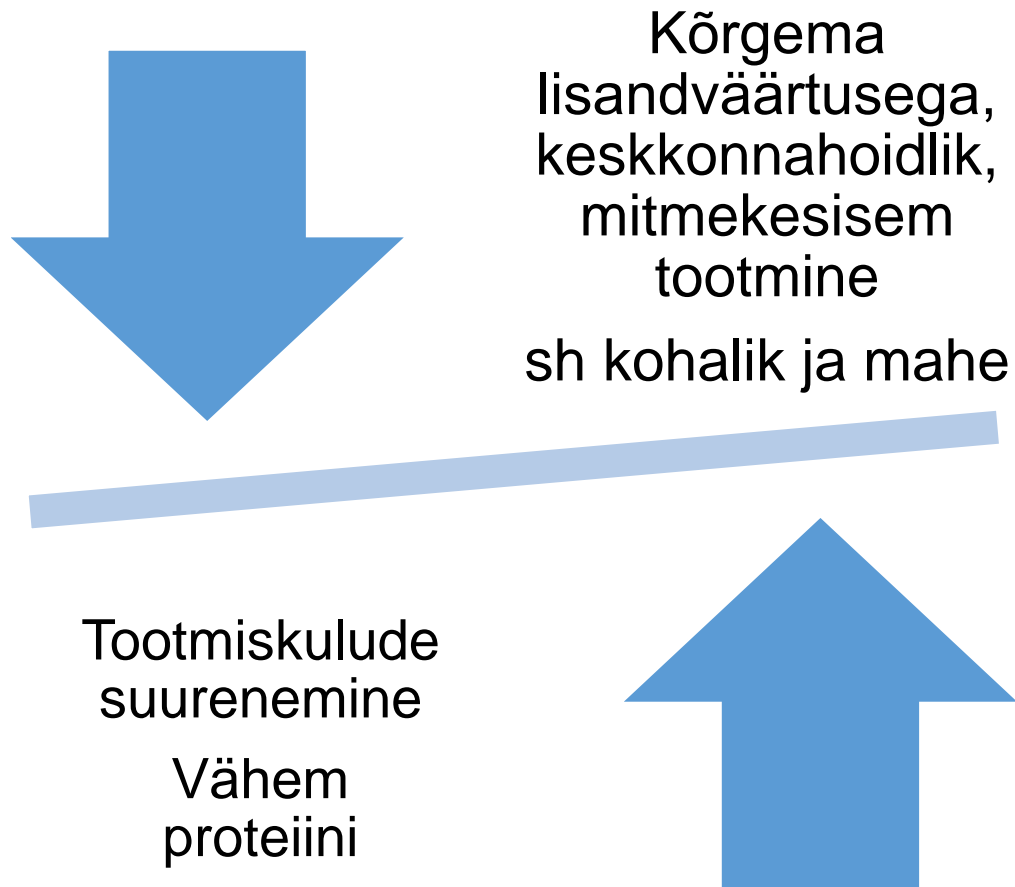 Kõrgema
lisandväärtusega,
keskkonnahoidlik,
mitmekesisem
tootmine
sh kohalik ja mahe
Tootmiskulude
suurenemine
Vähem
proteiini